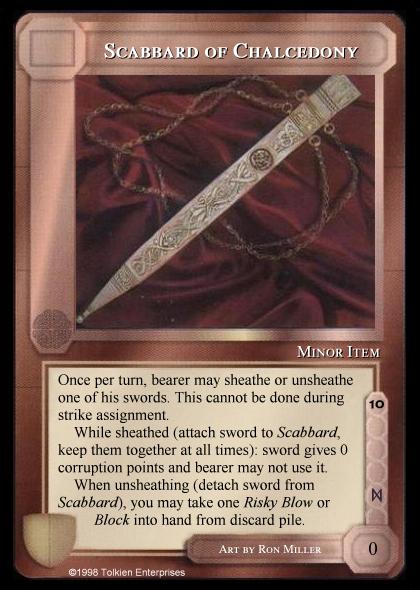 Scabbard of Chalcedony
Minor Item
Once per turn, bearer may sheathe or unsheathe
one of his swords. This cannot be done during
strike assignment.
While sheathed (attach sword to Scabbard,
keep them together at all times): sword gives 0
corruption points and bearer may not use it.
When unsheathing (detach sword from
Scabbard), you may take one Risky Blow or
Block into hand from discard pile.
10
Art by Ron Miller
0
©1998 Tolkien Enterprises